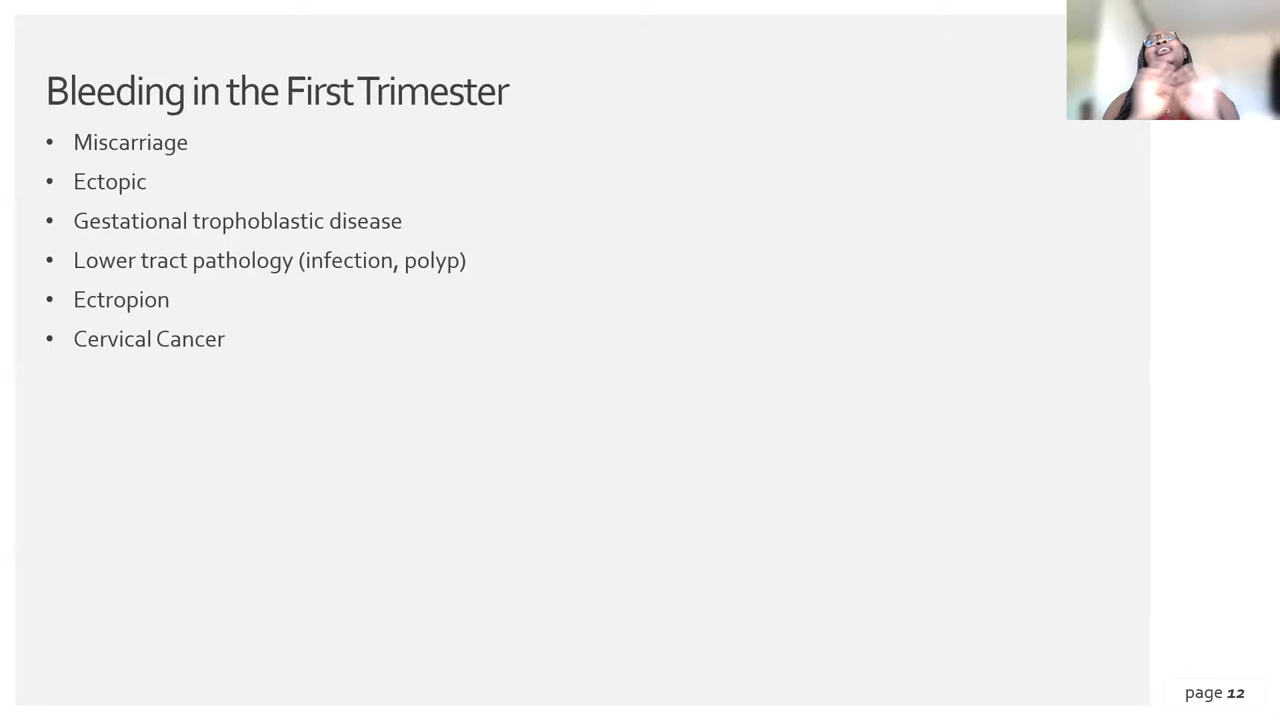 Bleeding in the First Trimester
• Miscarriage
• Ectopic
• Gestational trophoblastic disease
• Lower tract pathology (infection, polyp)
• Ectropion
• Cervical Cancer
page 12